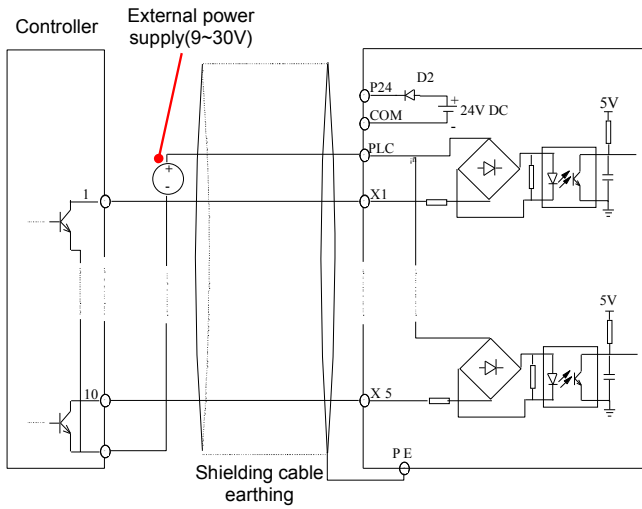 External power
supply(9~30V)
Controller
P24
D2
+
24V DC
-
COM
5V
PLC
+
-
1
X1
5V
10
X 5
P E
Shielding cable
earthing